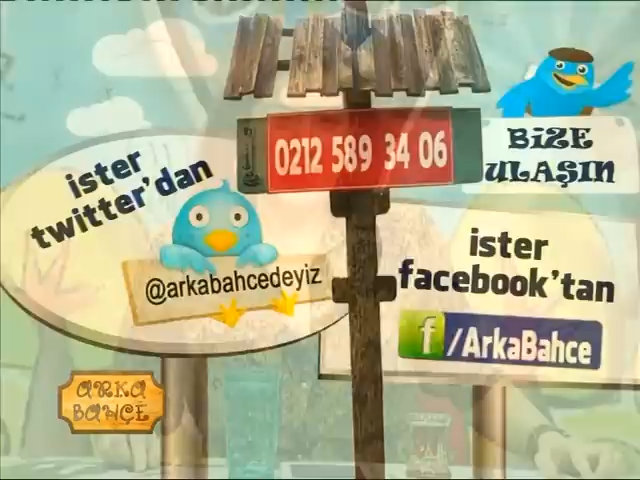 0212 589 34 06
BİZE
ULAŞIN
ister
twitter'dan
@arkabahcedeyiz
ister
facebook'tan
f/ArkaBahce
ARKA
BAHÇE